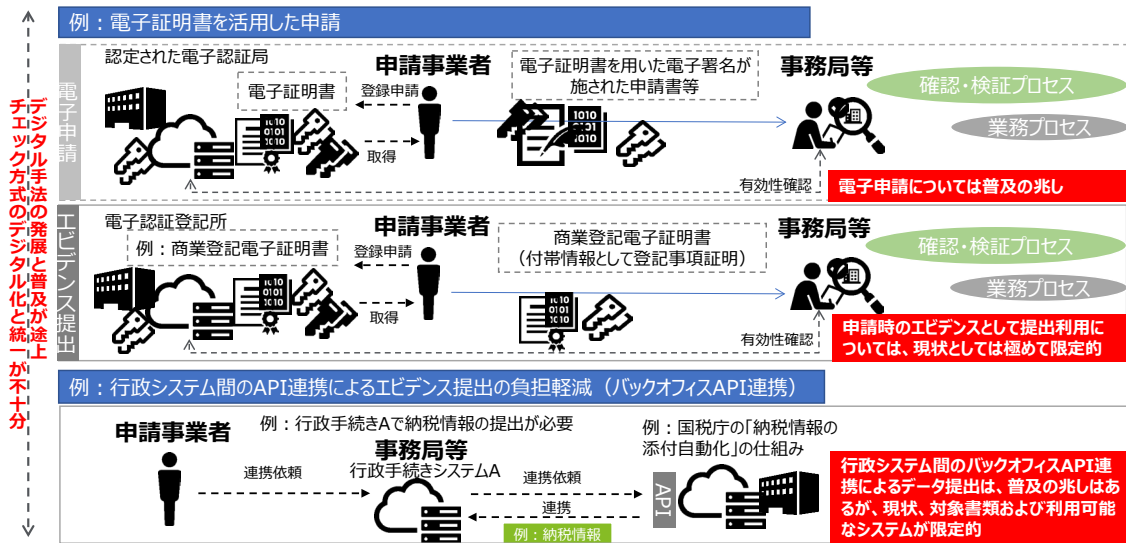 デジタル手法の発展と普及が途上
チェック方式のデジタル化と統一が不十分
例：電子証明書を活用した申請
電子申請
認定された電子認証局
電子証明書
登録申請
取得
申請事業者
電子証明書を用いた電子署名が
施された申請書等
事務局等
確認・検証プロセス
業務プロセス
有効性確認
電子申請については普及の兆し
エビデンス提出
電子認証登記所
例：商業登記電子証明書
登録申請
取得
申請事業者
商業登記電子証明書
（付帯情報として登記事項証明）
事務局等
確認・検証プロセス
業務プロセス
有効性確認
申請時のエビデンスとして提出利用に
ついては、現状としては極めて限定的
例：行政システム間のAPI連携によるエビデンス提出の負担軽減（バックオフィスAPI連携）
申請事業者
連携依頼
例：行政手続きAで納税情報の提出が必要
事務局等
行政手続きシステムA
連携依頼
連携
例：納税情報
例：国税庁の「納税情報の
添付自動化」の仕組み
API
行政システム間のバックオフィスAPI連
携によるデータ提出は、普及の兆しはあ
るが、現状、対象書類および利用可能
なシステムが限定的